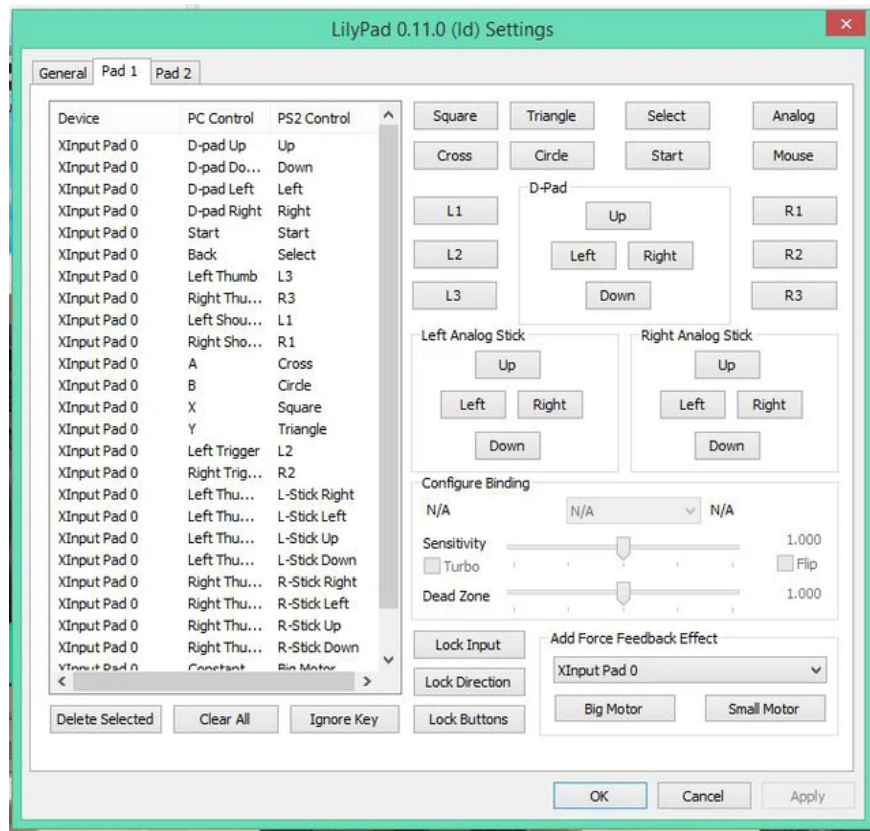 LilyPad 0.11.0 (ld) Settings
General Pad 1 Pad 2
Device PC Control PS2 Control
XInput Pad 0 D-pad Up Up
XInput Pad 0 D-pad Do... Down
XInput Pad 0 D-pad Left Left
XInput Pad 0 D-pad Right Right
XInput Pad 0 Start Start
XInput Pad 0 Back Select
XInput Pad 0 Left Thumb L3
XInput Pad 0 Right Thu... R3
XInput Pad 0 Left Shou... L1
XInput Pad 0 Right Sho... R1
XInput Pad 0 A Cross
XInput Pad 0 B Circle
XInput Pad 0 X Square
XInput Pad 0 Y Triangle
XInput Pad 0 Left Trigger L2
XInput Pad 0 Right Trig... R2
XInput Pad 0 Left Thu... L-Stick Right
XInput Pad 0 Left Thu... L-Stick Left
XInput Pad 0 Left Thu... L-Stick Up
XInput Pad 0 Left Thu... L-Stick Down
XInput Pad 0 Right Thu... R-Stick Right
XInput Pad 0 Right Thu... R-Stick Left
XInput Pad 0 Right Thu... R-Stick Up
XInput Pad 0 Right Thu... R-Stick Down
XInput Pad 0 Constant Big Motor
Delete Selected Clear All Ignore Key
Square Triangle Select Analog
Cross Circle Start Mouse
D-Pad
L1 Up R1
L2 Left Right R2
L3 Down R3
Left Analog Stick Right Analog Stick
Up Up
Left Right Left Right
Down Down
Configure Binding
N/A N/A N/A
Sensitivity 1.000
Turbo Flip
Dead Zone 1.000
Lock Input Add Force Feedback Effect
XInput Pad 0
Lock Direction
Big Motor Small Motor
Lock Buttons
OK Cancel Apply